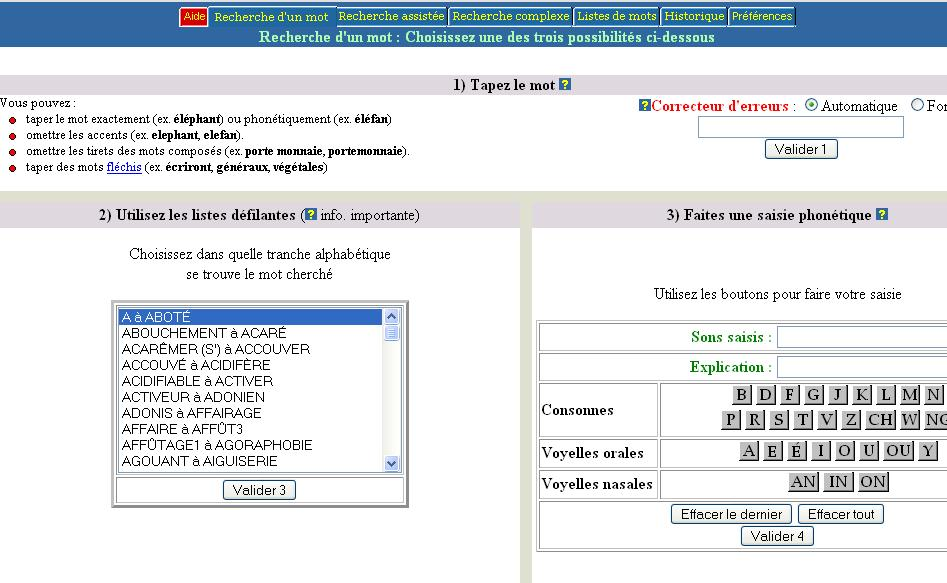 Aide Recherche d'un mot Recherche assistée Recherche complexe Listes de mots Historique Préférences
Recherche d'un mot : Choisissez une des trois possibilités ci-dessous
1) Tapez le mot ?
Vous pouvez :
taper le mot exactement (ex. éléphant) ou phonétiquement (ex. éléfan)
omettre les accents (ex. elephant, elefan).
omettre les tirets des mots composés (ex. porte monnaie, portemonnaie).
taper des mots fléchis (ex. écriront, généraux, végétales)
?Correcteur d'erreurs : Automatique For
Valider 1
2) Utilisez les listes défilantes (? info. importante)
Choisissez dans quelle tranche alphabétique
se trouve le mot cherché
A à ABOTÉ
ABOUCHEMENT à ACARÉ
ACARÊMER (S') à ACCOUVER
ACCOUVÉ à ACIDIFÈRE
ACIDIFIABLE à ACTIVER
ACTIVEUR à ADONIEN
ADONIS à AFFAIRAGE
AFFAIRE à AFFÛT3
AFFÛTAGE1 à AGORAPHOBIE
AGOUANT à AIGUISERIE
Valider 3
3) Faites une saisie phonétique ?
Utilisez les boutons pour faire votre saisie
Sons saisis :
Explication :
Consonnes
B D F G J K L M N
P R S T V Z CH W NG
Voyelles orales
A E É I O U OU Y
Voyelles nasales
AN IN ON
Effacer le dernier Effacer tout
Valider 4